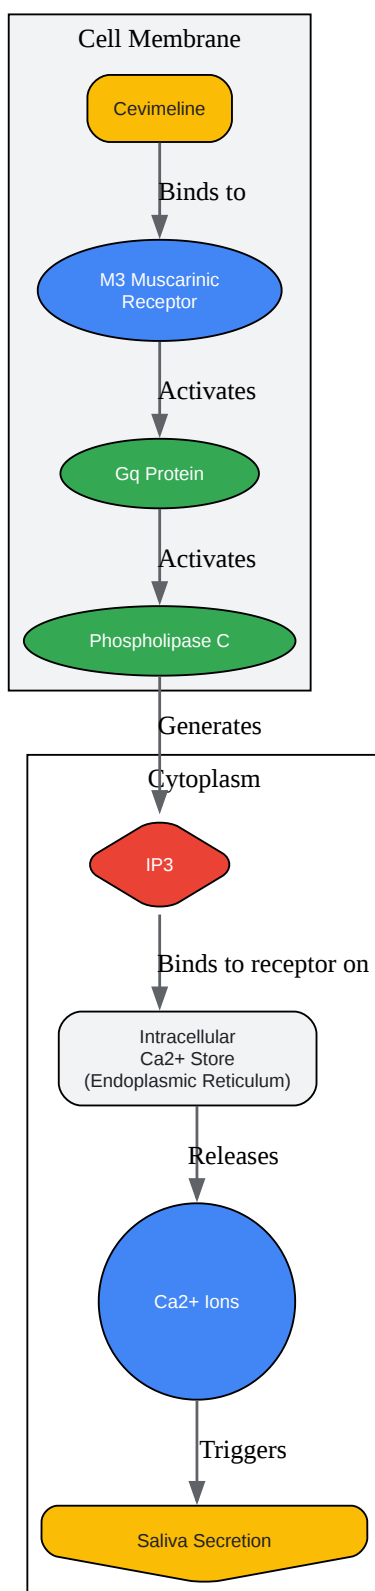 Cell Membrane
Cevimeline
Binds to
M3 Muscarinic
Receptor
Activates
Gq Protein
Activates
Phospholipase C
Generates
Cytoplasm
IP3
Binds to receptor on
Intracellular
Ca2+ Store
(Endoplasmic Reticulum)
Releases
Ca2+ Ions
Triggers
Saliva Secretion